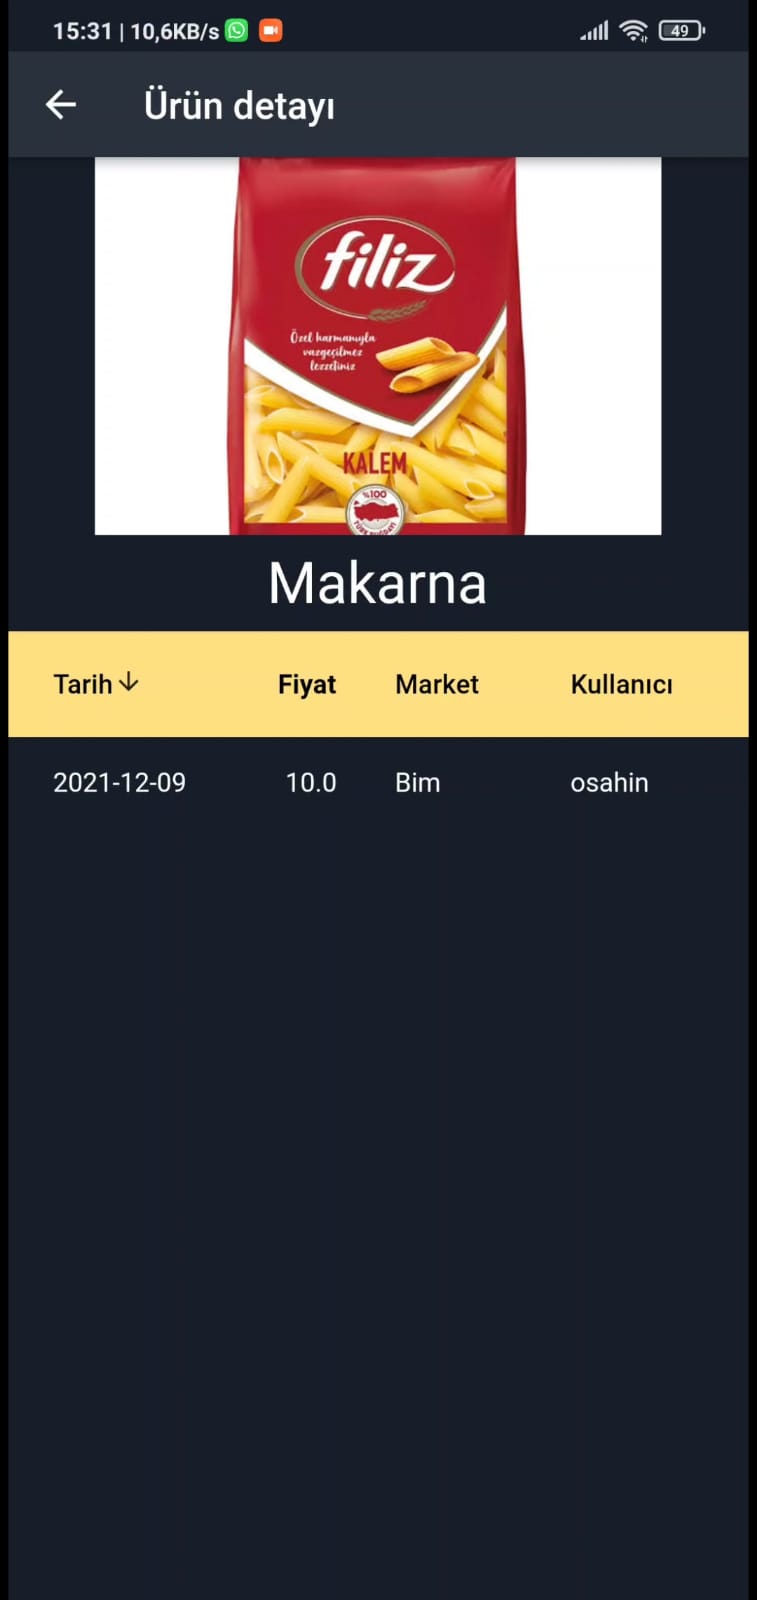 15:31 | 10,6KB/s
49
Ürün detayı
filiz
Özel harmanıyla
vazgeçilmez
lezzetiniz
KALEM
%100
Makarna
Tarih Fiyat Market Kullanıcı
2021-12-09 10.0 Bim osahin